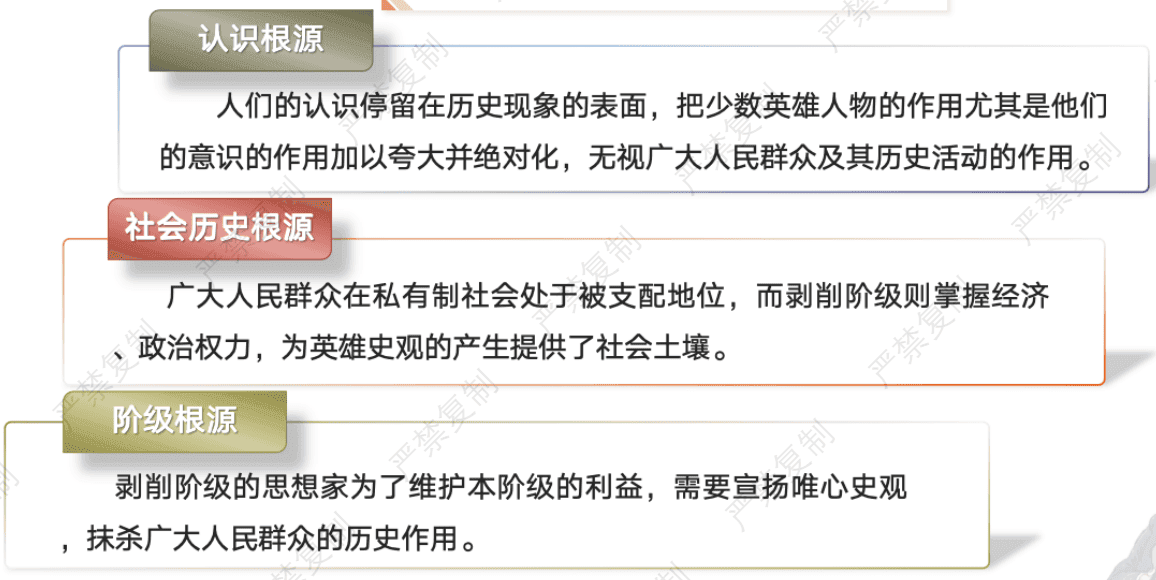 认识根源
人们的认识停留在历史现象的表面，把少数英雄人物的作用尤其是他们
的意识的作用加以夸大并绝对化，无视广大人民群众及其历史活动的作用。
社会历史根源
广大人民群众在私有制社会处于被支配地位，而剥削阶级则掌握经济
、政治权力，为英雄史观的产生提供了社会土壤。
阶级根源
剥削阶级的思想家为了维护本阶级的利益，需要宣扬唯心史观
，抹杀广大人民群众的历史作用。
严禁复制
严禁复制
严禁复制
严禁复制
严禁复制
严禁复制
严禁复制
严禁复制
严禁复制
严禁复制